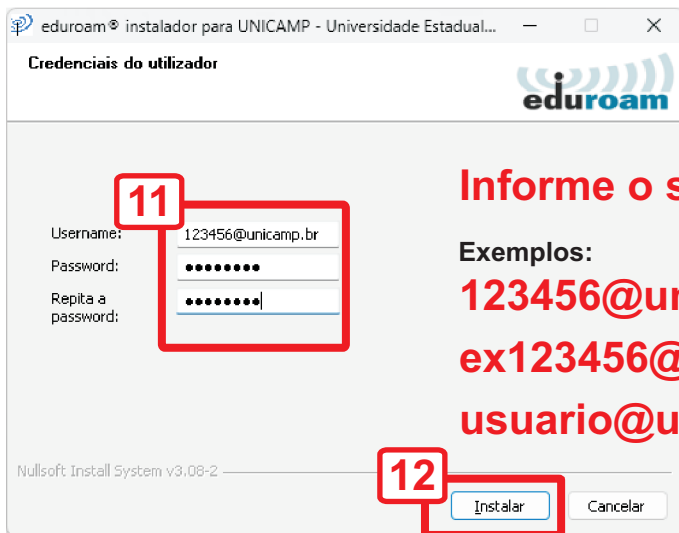 eduroam® instalador para UNICAMP - Universidade Estadual...
Credenciais do utilizador
eduroam
11
Informe o s
Username: 123456@unicamp.br
Exemplos:
Password: ●●●●●●●●
123456@un
Repita a password: ●●●●●●●●
ex123456@
usuario@u
Nullsoft Install System v3.08-2
12
Instalar Cancelar